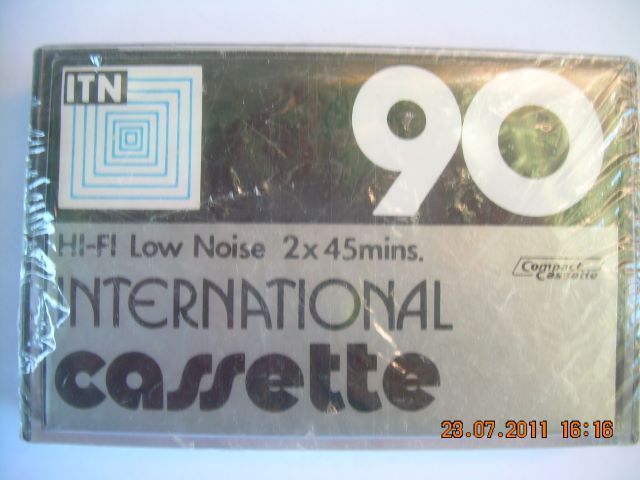 ITN
90
HI-FI Low Noise 2x45mins.
Compact
Cassette
INTERNATIONAL
cassette
23.07.2011 16:16